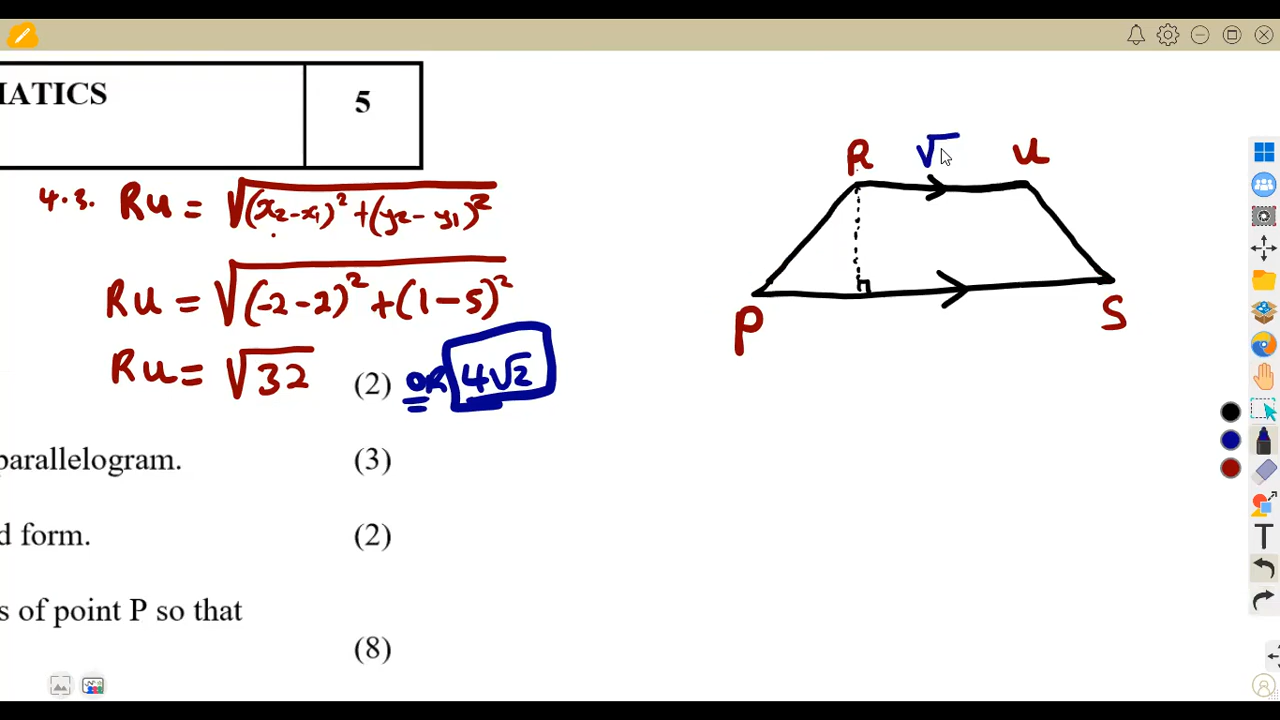 MATICS
5
4.3. Ru = √(x₂-x₁)² + (y₂-y₁)²
Ru = √(-2-2)² + (1-5)²
Ru = √32 (2) OR 4√2
parallelogram. (3)
d form. (2)
s of point P so that
(8)
R √ U
P S
T